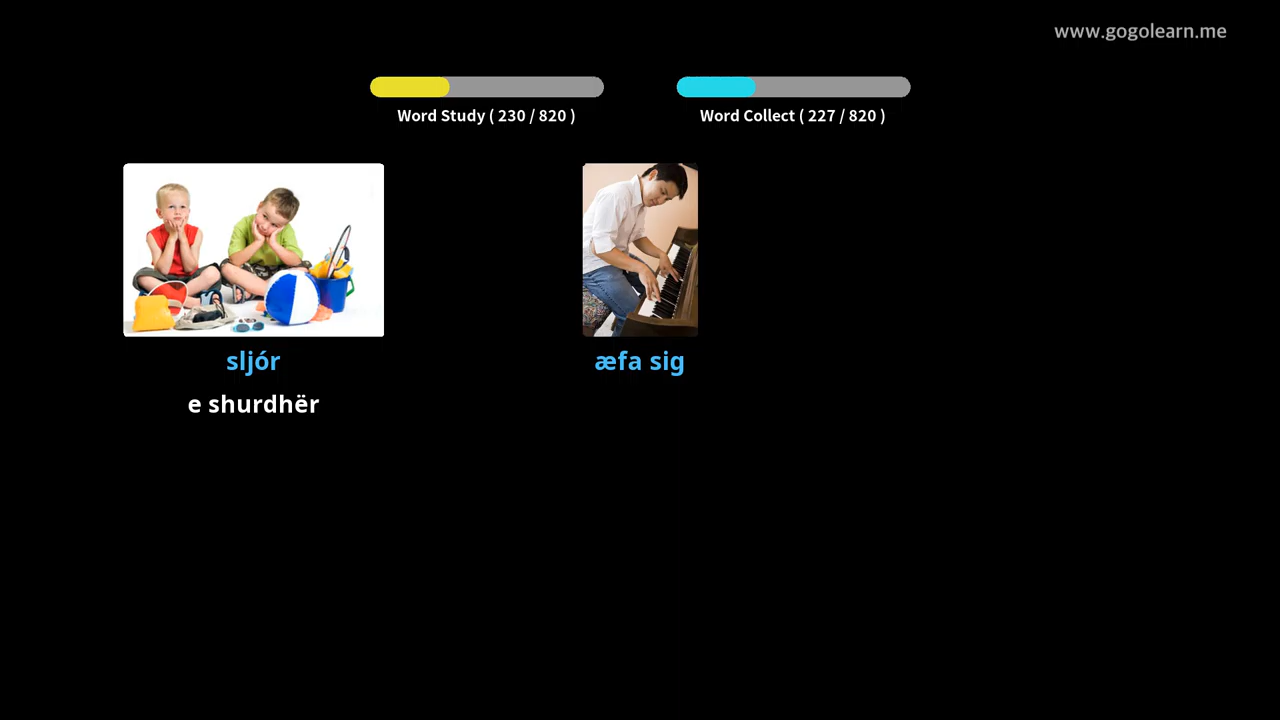 www.gogolearn.me
Word Study ( 230 / 820 )
Word Collect ( 227 / 820 )
sljór
æfa sig
e shurdhër